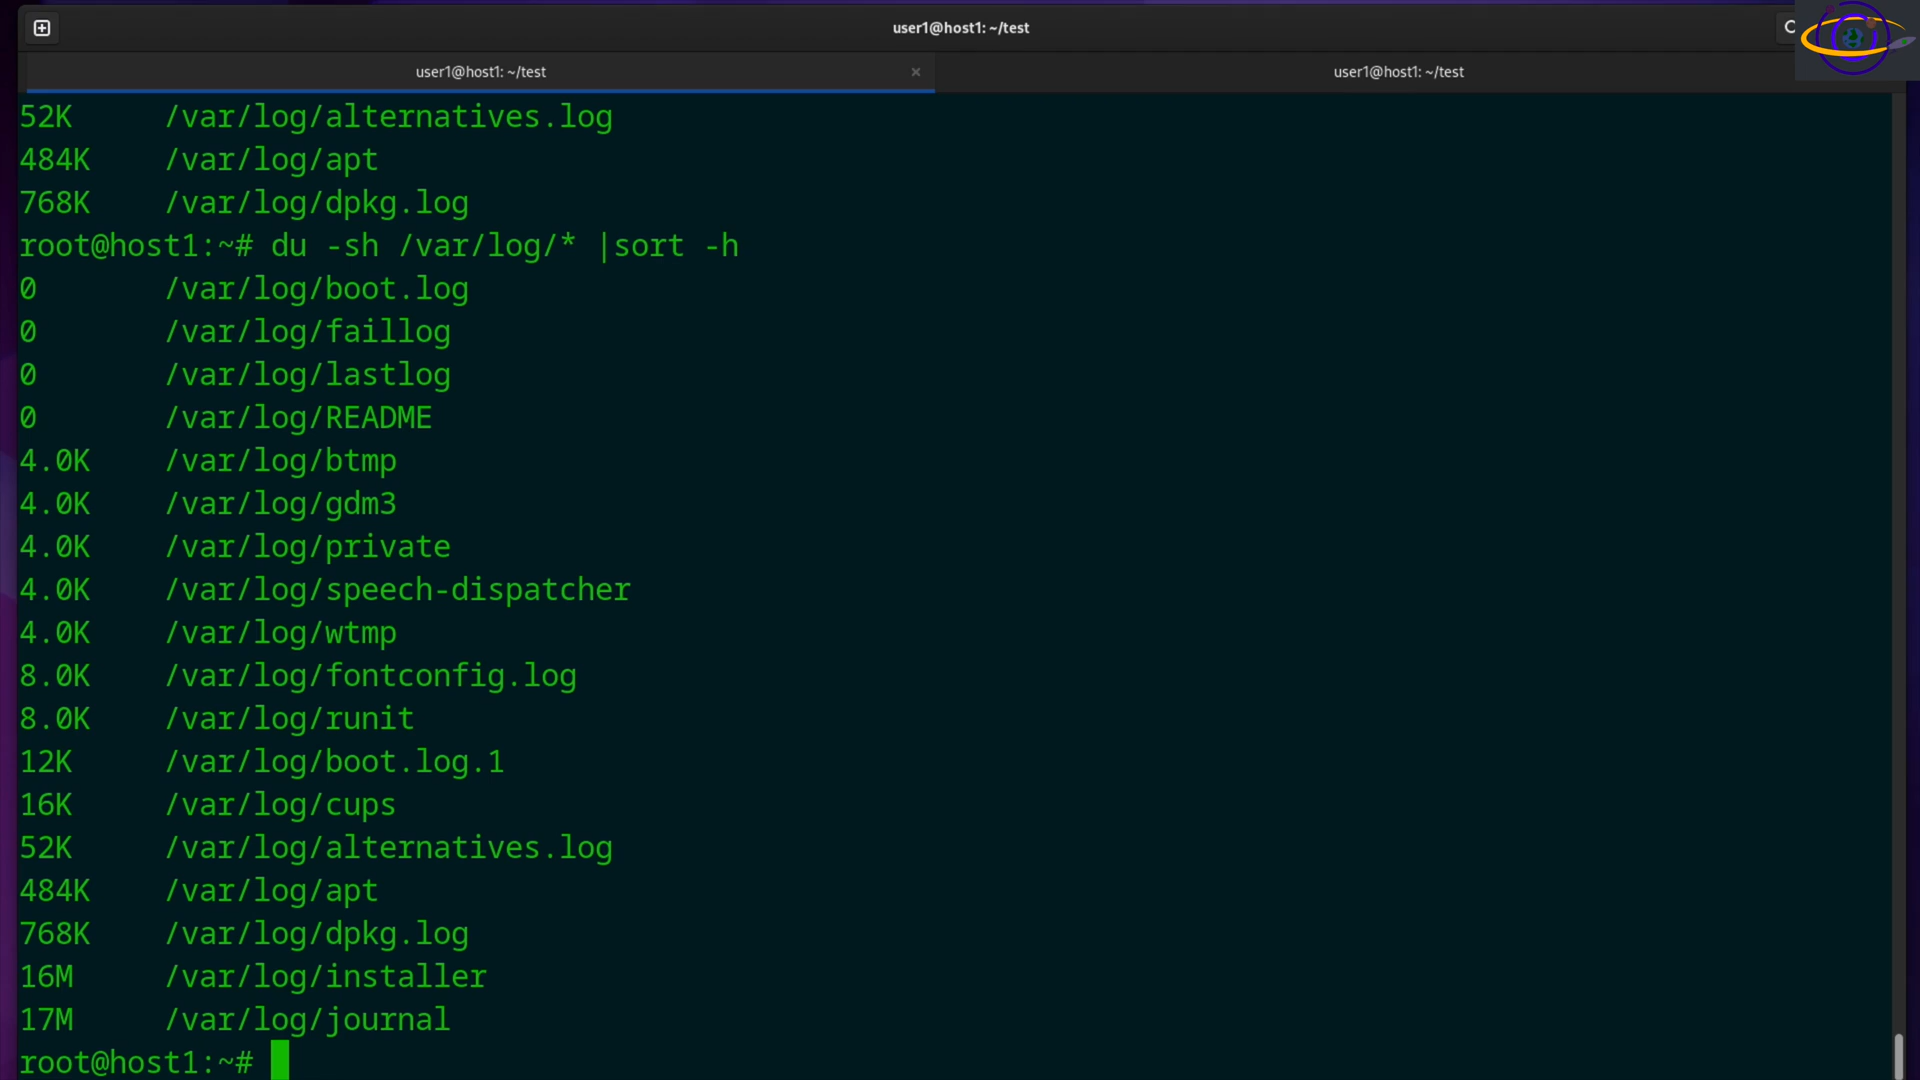 user1@host1: ~/test
user1@host1: ~/test
user1@host1: ~/test
52K /var/log/alternatives.log
484K /var/log/apt
768K /var/log/dpkg.log
root@host1:~# du -sh /var/log/* |sort -h
0 /var/log/boot.log
0 /var/log/faillog
0 /var/log/lastlog
0 /var/log/README
4.0K /var/log/btmp
4.0K /var/log/gdm3
4.0K /var/log/private
4.0K /var/log/speech-dispatcher
4.0K /var/log/wtmp
8.0K /var/log/fontconfig.log
8.0K /var/log/runit
12K /var/log/boot.log.1
16K /var/log/cups
52K /var/log/alternatives.log
484K /var/log/apt
768K /var/log/dpkg.log
16M /var/log/installer
17M /var/log/journal
root@host1:~#